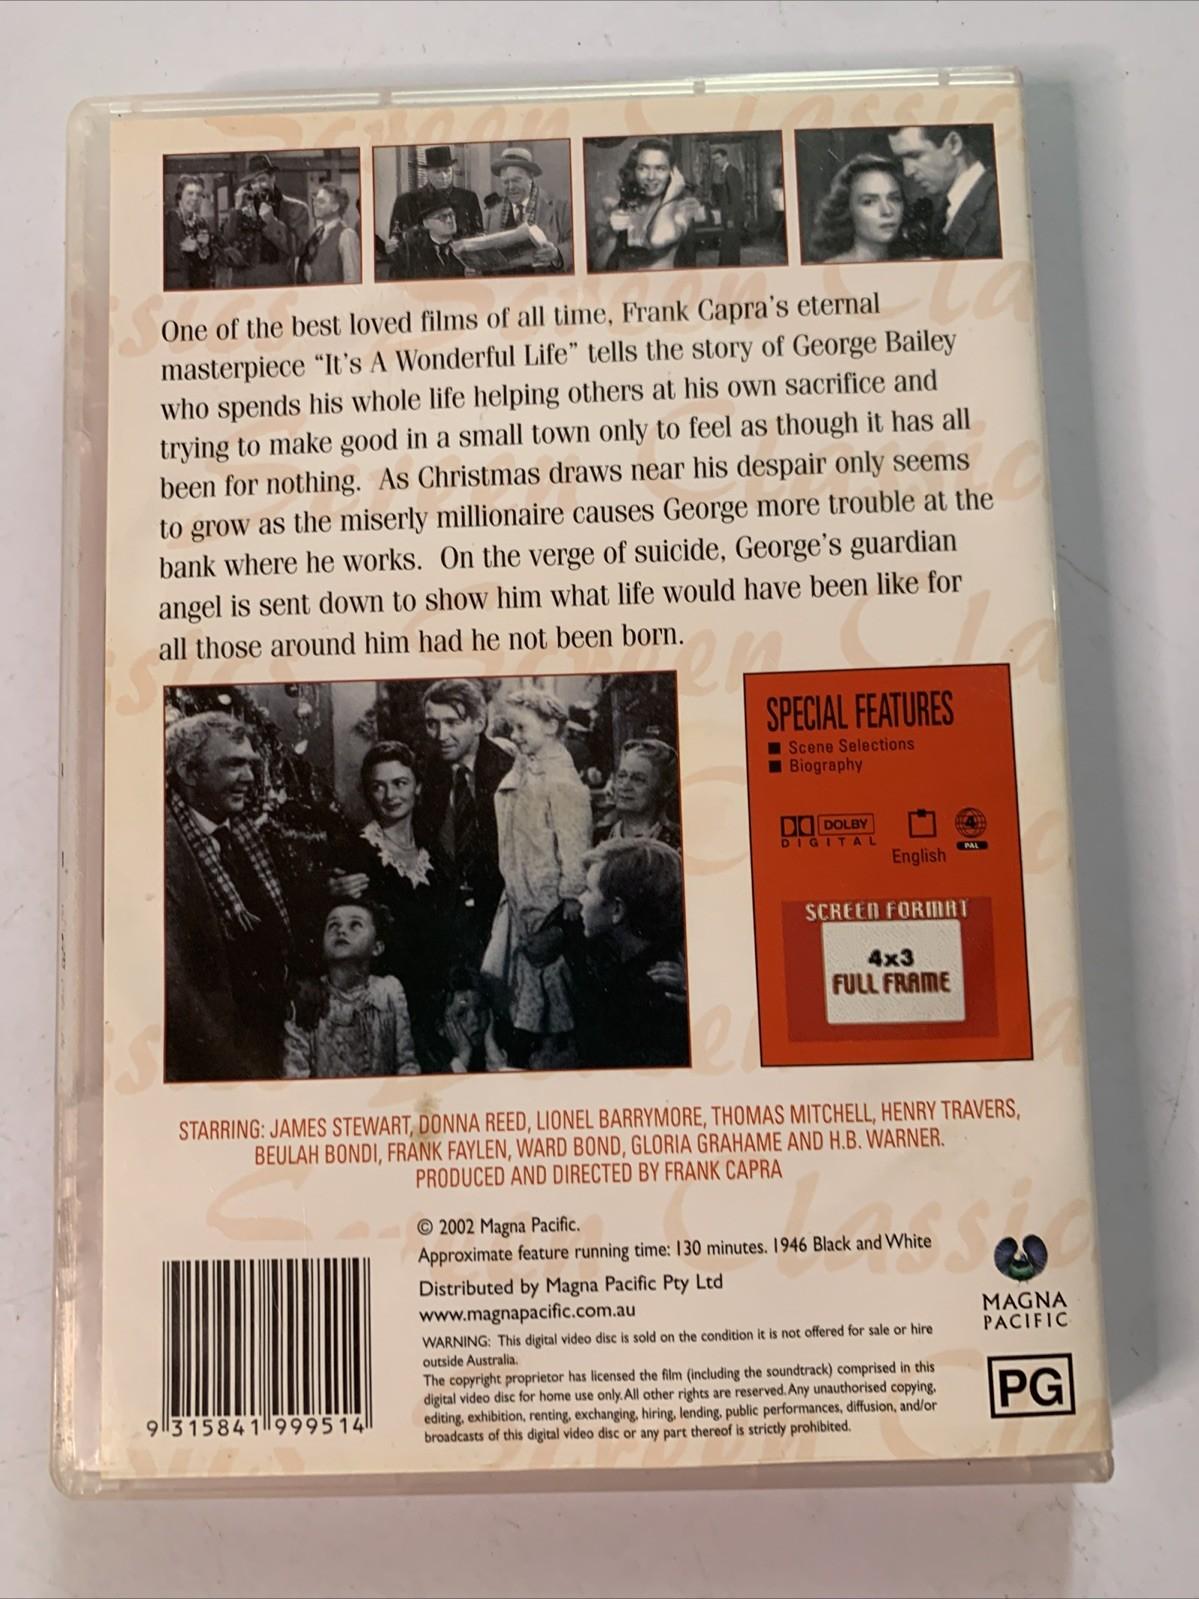 One of the best loved films of all time, Frank Capra's eternal
masterpiece "It's A Wonderful Life" tells the story of George Bailey
who spends his whole life helping others at his own sacrifice and
trying to make good in a small town only to feel as though it has all
been for nothing. As Christmas draws near his despair only seems
to grow as the miserly millionaire causes George more trouble at the
bank where he works. On the verge of suicide, George's guardian
angel is sent down to show him what life would have been like for
all those around him had he not been born.
SPECIAL FEATURES
Scene Selections
Biography
DOLBY
DIGITAL
English
4
PAL
SCREEN FORMAT
4x3
FULL FRAME
STARRING: JAMES STEWART, DONNA REED, LIONEL BARRYMORE, THOMAS MITCHELL, HENRY TRAVERS,
BEULAH BONDI, FRANK FAYLEN, WARD BOND, GLORIA GRAHAME AND H.B. WARNER.
PRODUCED AND DIRECTED BY FRANK CAPRA
© 2002 Magna Pacific.
Approximate feature running time: 130 minutes. 1946 Black and White
Distributed by Magna Pacific Pty Ltd
www.magnapacific.com.au
WARNING: This digital video disc is sold on the condition it is not offered for sale or hire
outside Australia.
The copyright proprietor has licensed the film (including the soundtrack) comprised in this
digital video disc for home use only. All other rights are reserved. Any unauthorised copying,
editing, exhibition, renting, exchanging, hiring, lending, public performances, diffusion, and/or
broadcasts of this digital video disc or any part thereof is strictly prohibited.
9 315841 999514
MAGNA
PACIFIC
PG
Screen Classics